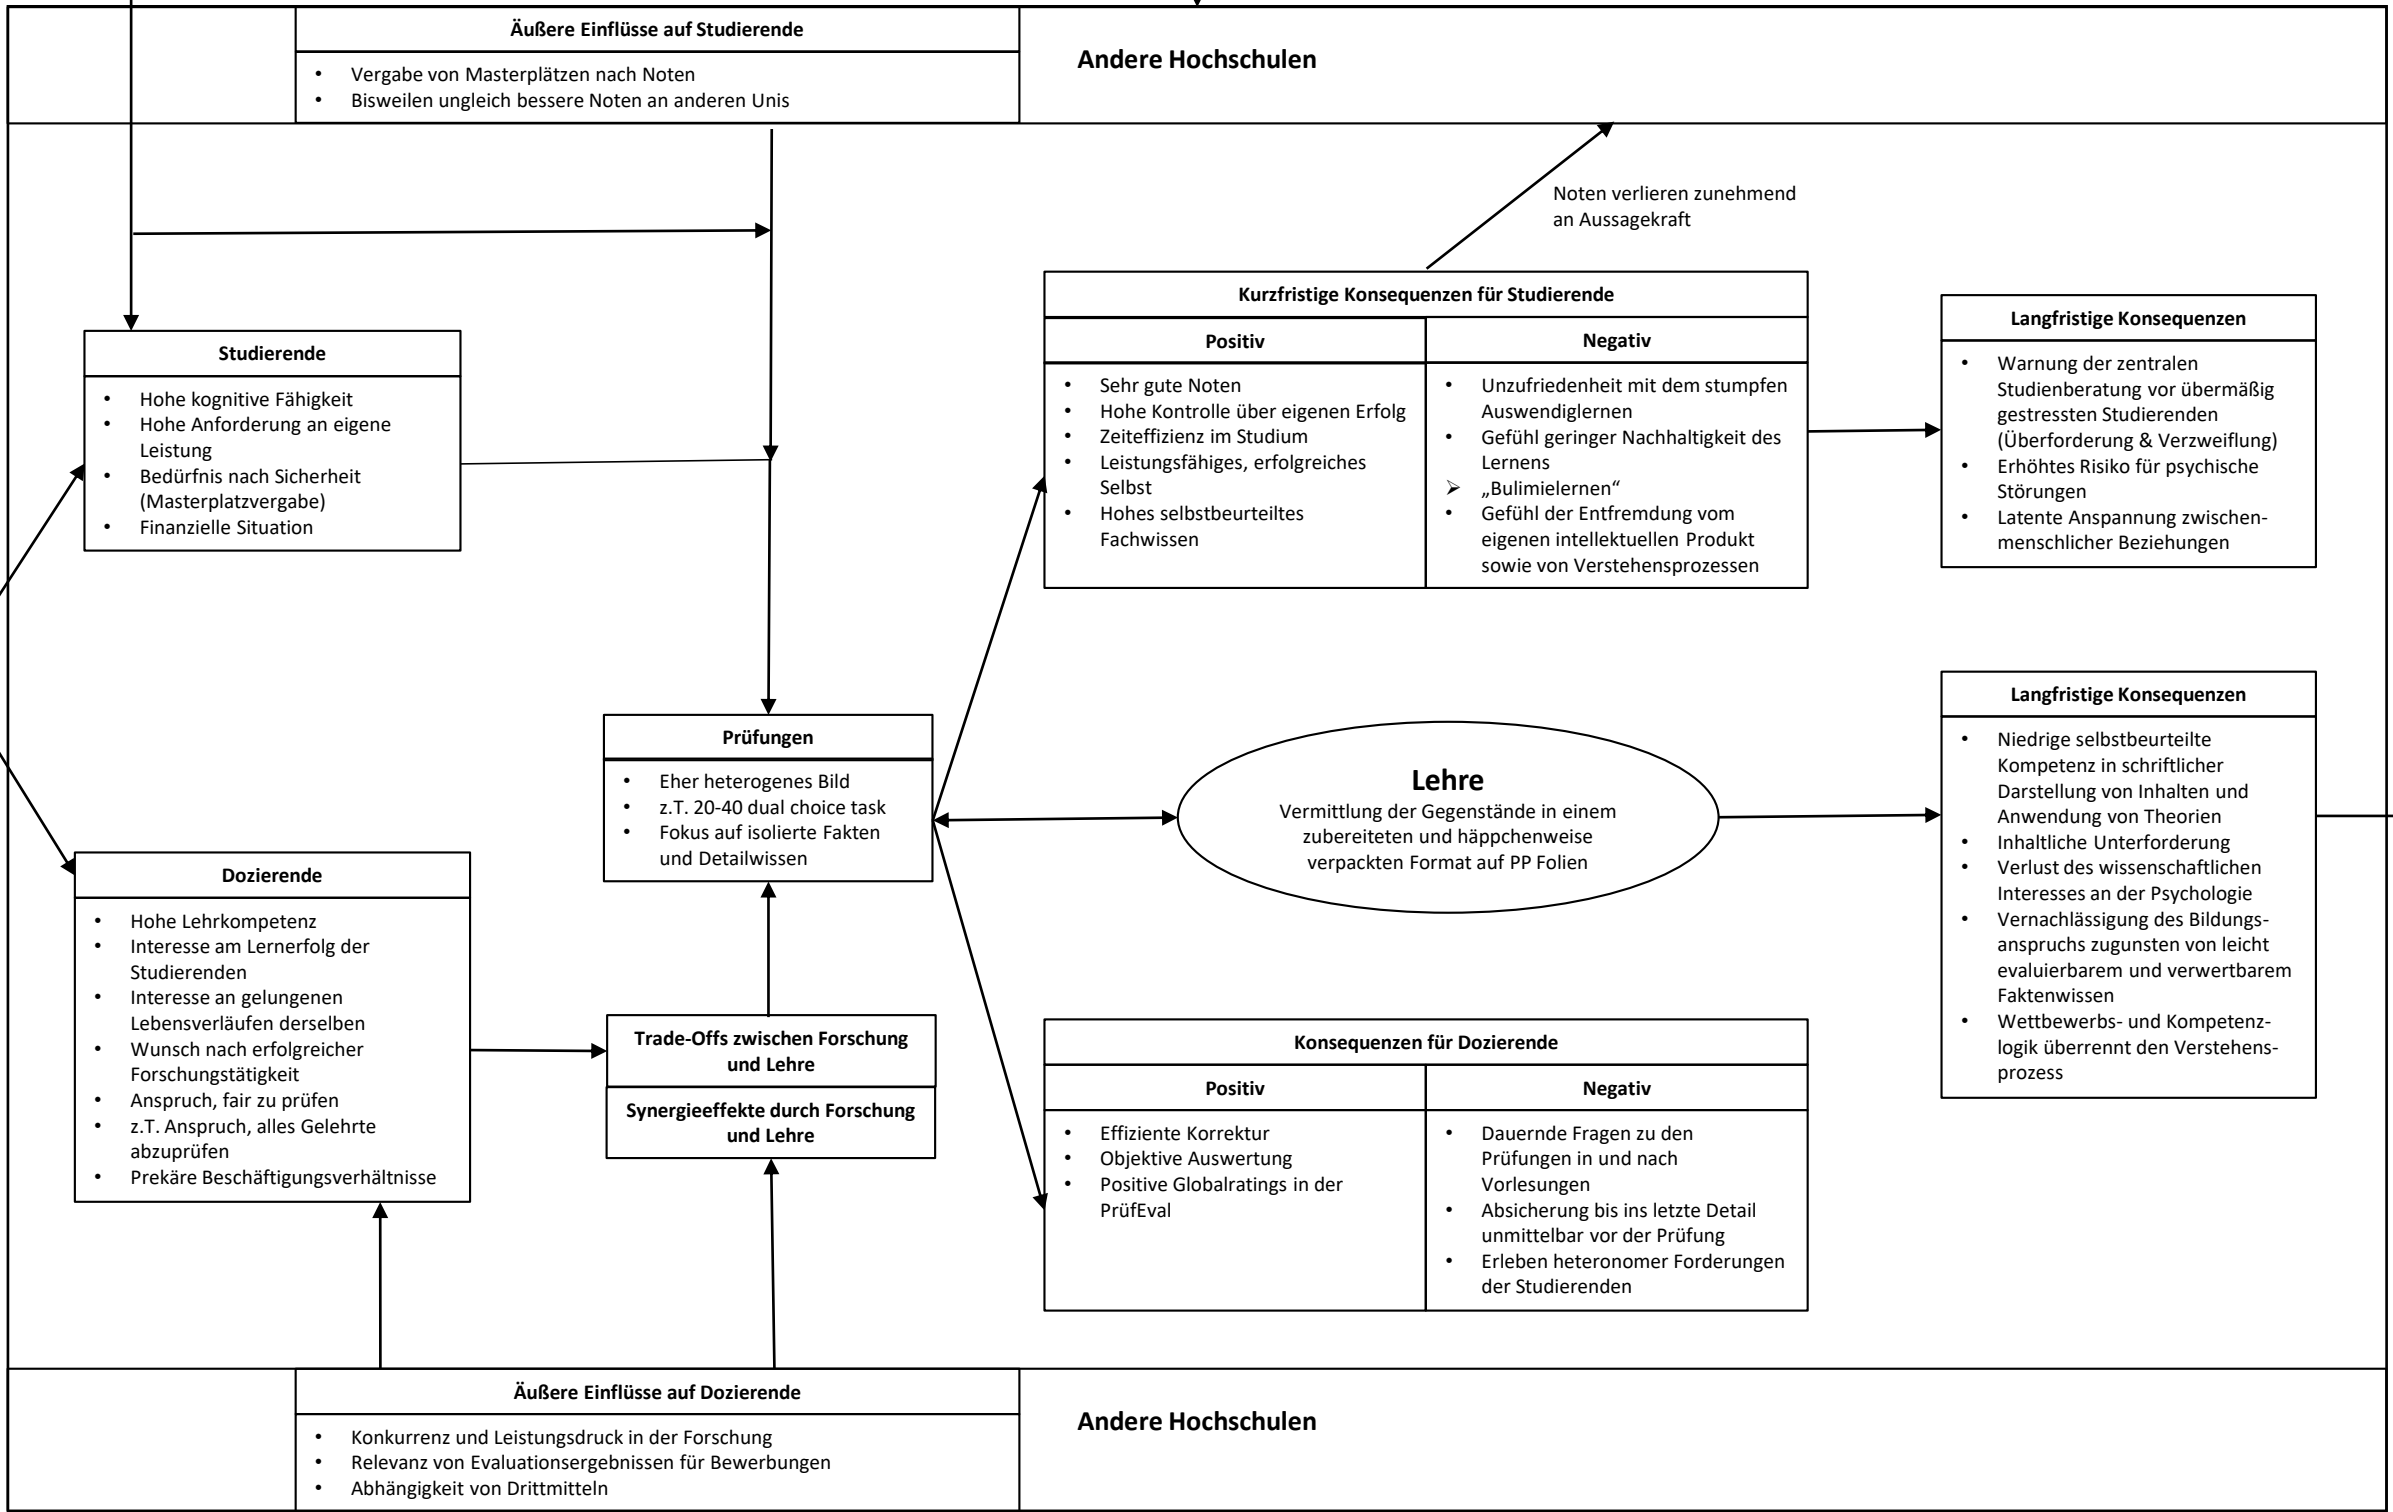 Äußere Einflüsse auf Studierende
• Vergabe von Masterplätzen nach Noten
• Bisweilen ungleich bessere Noten an anderen Unis
Andere Hochschulen
Noten verlieren zunehmend
an Aussagekraft
Studierende
• Hohe kognitive Fähigkeit
• Hohe Anforderung an eigene
Leistung
• Bedürfnis nach Sicherheit
(Masterplatzvergabe)
• Finanzielle Situation
Kurzfristige Konsequenzen für Studierende
Positiv
• Sehr gute Noten
• Hohe Kontrolle über eigenen Erfolg
• Zeiteffizienz im Studium
• Leistungsfähiges, erfolgreiches
Selbst
• Hohes selbstbeurteiltes
Fachwissen
Negativ
• Unzufriedenheit mit dem stumpfen
Auswendiglernen
• Gefühl geringer Nachhaltigkeit des
Lernens
➢ „Bulimielernen“
• Gefühl der Entfremdung vom
eigenen intellektuellen Produkt
sowie von Verstehensprozessen
Langfristige Konsequenzen
• Warnung der zentralen
Studienberatung vor übermäßig
gestressten Studierenden
(Überforderung & Verzweiflung)
• Erhöhtes Risiko für psychische
Störungen
• Latente Anspannung zwischen-
menschlicher Beziehungen
Prüfungen
• Eher heterogenes Bild
• z.T. 20-40 dual choice task
• Fokus auf isolierte Fakten
und Detailwissen
Lehre
Vermittlung der Gegenstände in einem
zubereiteten und häppchenweise
verpackten Format auf PP Folien
Langfristige Konsequenzen
• Niedrige selbstbeurteilte
Kompetenz in schriftlicher
Darstellung von Inhalten und
Anwendung von Theorien
• Inhaltliche Unterforderung
• Verlust des wissenschaftlichen
Interesses an der Psychologie
• Vernachlässigung des Bildungs-
anspruchs zugunsten von leicht
evaluierbarem und verwertbarem
Faktenwissen
• Wettbewerbs- und Kompetenz-
logik überrennt den Verstehens-
prozess
Dozierende
• Hohe Lehrkompetenz
• Interesse am Lernerfolg der
Studierenden
• Interesse an gelungenen
Lebensverläufen derselben
• Wunsch nach erfolgreicher
Forschungstätigkeit
• Anspruch, fair zu prüfen
• z.T. Anspruch, alles Gelehrte
abzuprüfen
• Prekäre Beschäftigungsverhältnisse
Trade-Offs zwischen Forschung
und Lehre
Synergieeffekte durch Forschung
und Lehre
Konsequenzen für Dozierende
Positiv
• Effiziente Korrektur
• Objektive Auswertung
• Positive Globalratings in der
PrüfEval
Negativ
• Dauernde Fragen zu den
Prüfungen in und nach
Vorlesungen
• Absicherung bis ins letzte Detail
unmittelbar vor der Prüfung
• Erleben heteronomer Forderungen
der Studierenden
Äußere Einflüsse auf Dozierende
• Konkurrenz und Leistungsdruck in der Forschung
• Relevanz von Evaluationsergebnissen für Bewerbungen
• Abhängigkeit von Drittmitteln
Andere Hochschulen